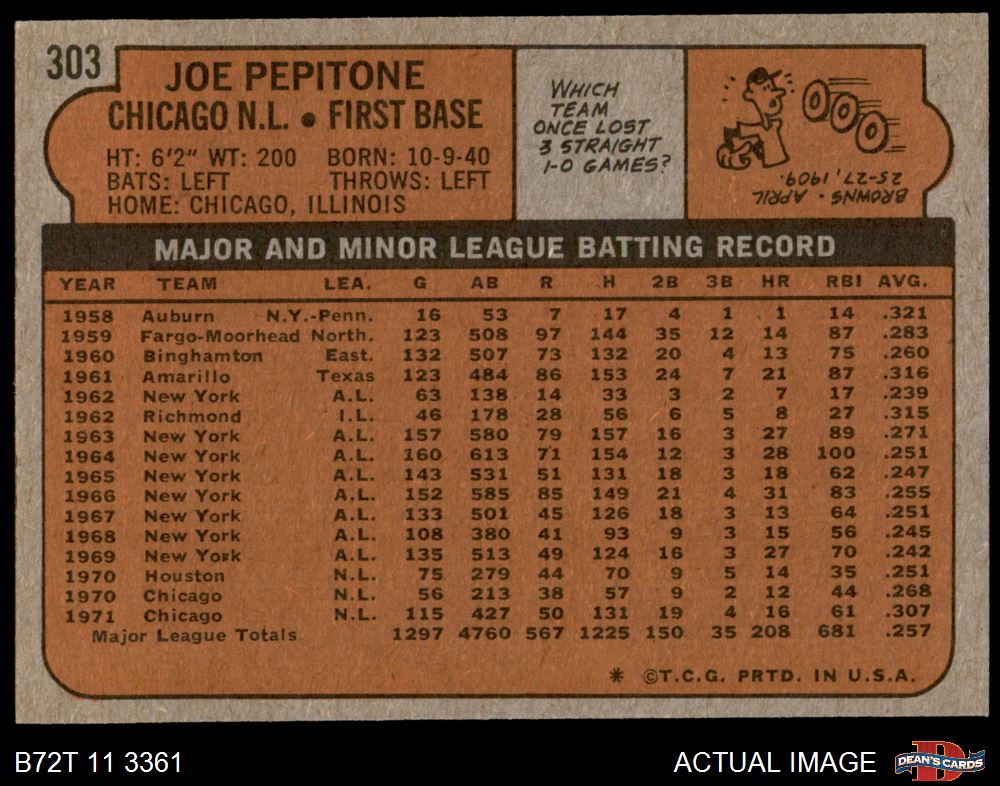 303
JOE PEPITONE
CHICAGO N.L. • FIRST BASE
HT: 6'2" WT: 200 BORN: 10-9-40
BATS: LEFT THROWS: LEFT
HOME: CHICAGO, ILLINOIS
WHICH
TEAM
ONCE LOST
3 STRAIGHT
1-0 GAMES?
000
BROWNS - APRIL
25-27, 1909.
MAJOR AND MINOR LEAGUE BATTING RECORD
YEAR TEAM LEA. G AB R H 2B 3B HR RBI AVG.
1958 Auburn N.Y.-Penn. 16 53 7 17 4 1 1 14 .321
1959 Fargo-Moorhead North. 123 508 97 144 35 12 14 87 .283
1960 Binghamton East. 132 507 73 132 20 4 13 75 .260
1961 Amarillo Texas 123 484 86 153 24 7 21 87 .316
1962 New York A.L. 63 138 14 33 3 2 7 17 .239
1962 Richmond I.L. 46 178 28 56 6 5 8 27 .315
1963 New York A.L. 157 580 79 157 16 3 27 89 .271
1964 New York A.L. 160 613 71 154 12 3 28 100 .251
1965 New York A.L. 143 531 51 131 18 3 18 62 .247
1966 New York A.L. 152 585 85 149 21 4 31 83 .255
1967 New York A.L. 133 501 45 126 18 3 13 64 .251
1968 New York A.L. 108 380 41 93 9 3 15 56 .245
1969 New York A.L. 135 513 49 124 16 3 27 70 .242
1970 Houston N.L. 75 279 44 70 9 5 14 35 .251
1970 Chicago N.L. 56 213 38 57 9 2 12 44 .268
1971 Chicago N.L. 115 427 50 131 19 4 16 61 .307
Major League Totals 1297 4760 567 1225 150 35 208 681 .257
* ©T.C.G. PRTD. IN U.S.A.
B72T 11 3361
ACTUAL IMAGE
D
DEAN'S CARDS